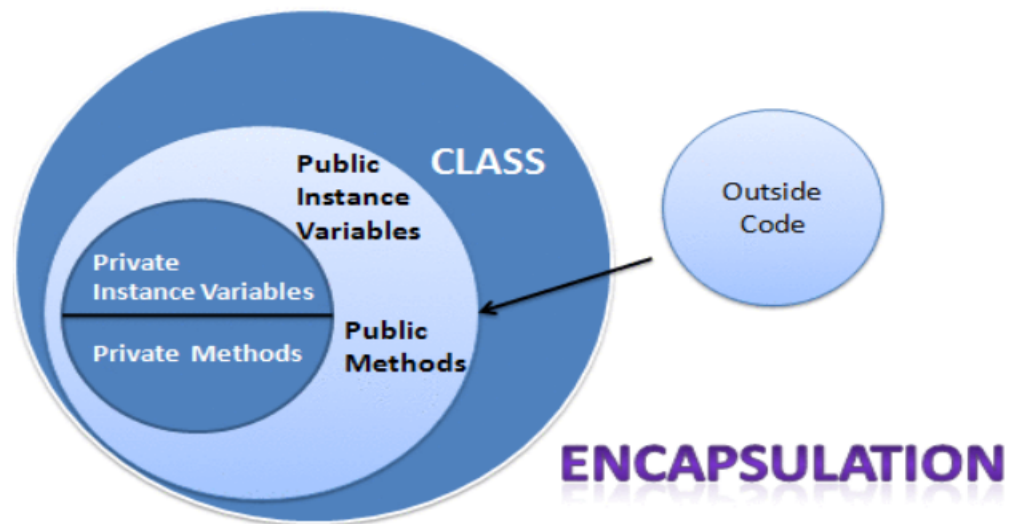 CLASS
Public
Instance
Variables
Private
Instance Variables
Private Methods
Public
Methods
Outside
Code
ENCAPSULATION